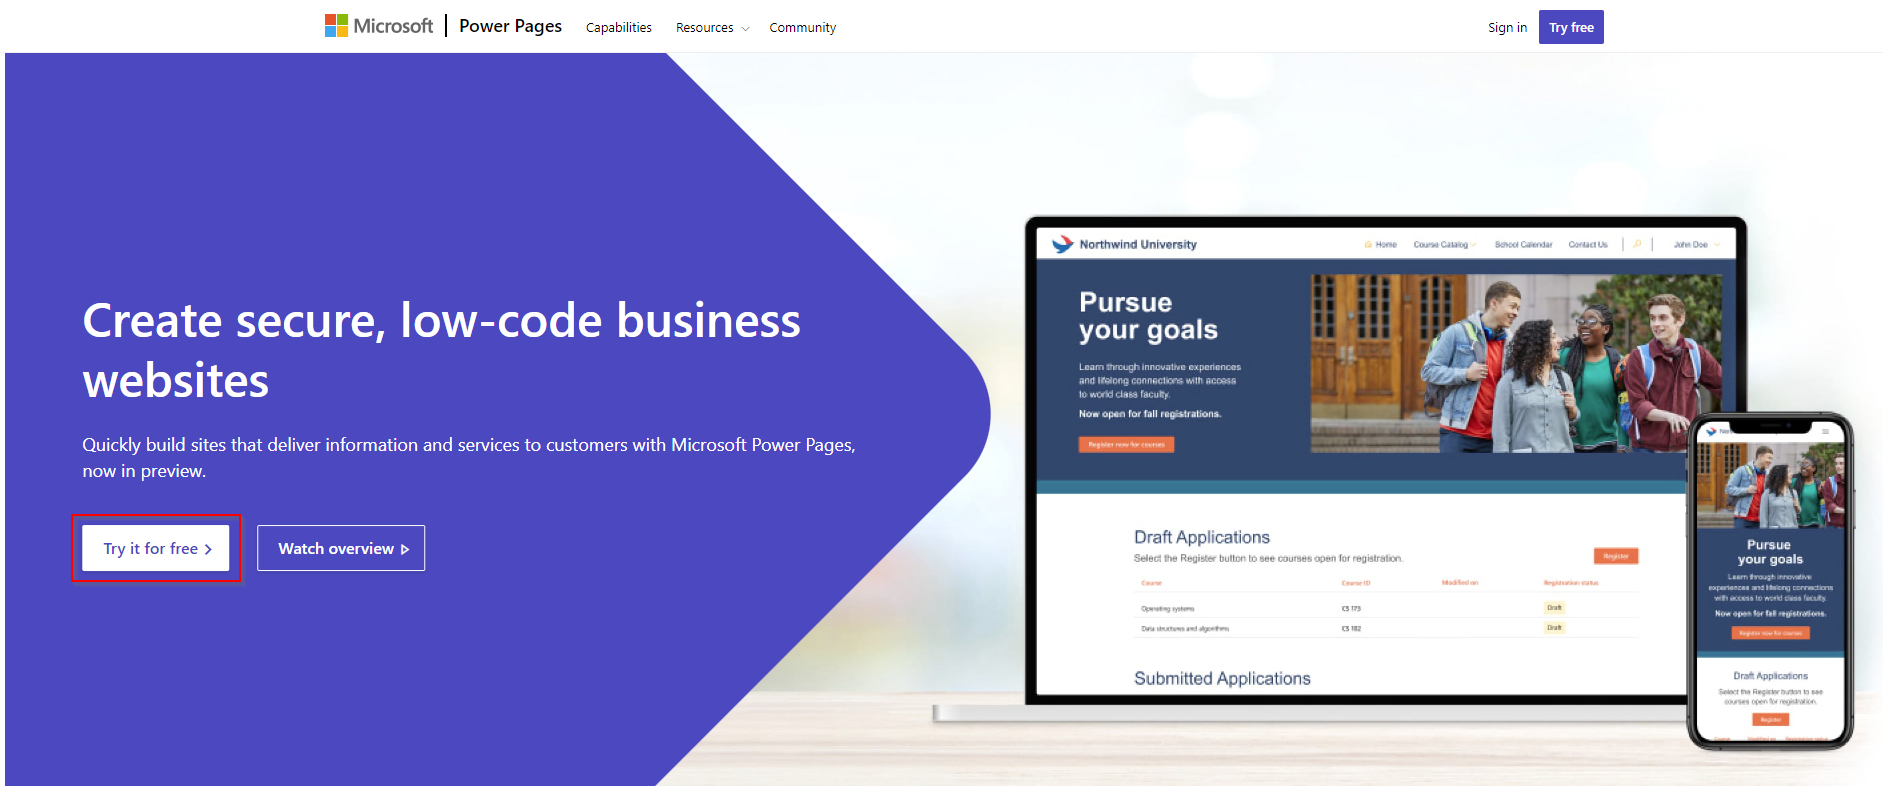 Microsoft | Power Pages Capabilities Resources Community Sign in Try free
Create secure, low-code business
websites
Quickly build sites that deliver information and services to customers with Microsoft Power Pages,
now in preview.
Try it for free
Watch overview
Northwind University Home Course Catalog School Calendar Contact Us John Doe
Pursue
your goals
Learn through innovative experiences
and lifelong connections with access
to world class faculty.
Now open for fall registrations.
Register now for courses
Draft Applications
Select the Register button to see courses open for registration.
Register
Course Course ID Modified on Registration status
Operating systems CS 173 Draft
Data structures and algorithms CS 182 Draft
Submitted Applications
Pursue
your goals
Learn through innovative
experiences and lifelong connections
with access to world class faculty.
Now open for fall registrations.
Register now for courses
Draft Applications
Select the Register button to see
courses open for registration.
Register
Course Modified on Registration status